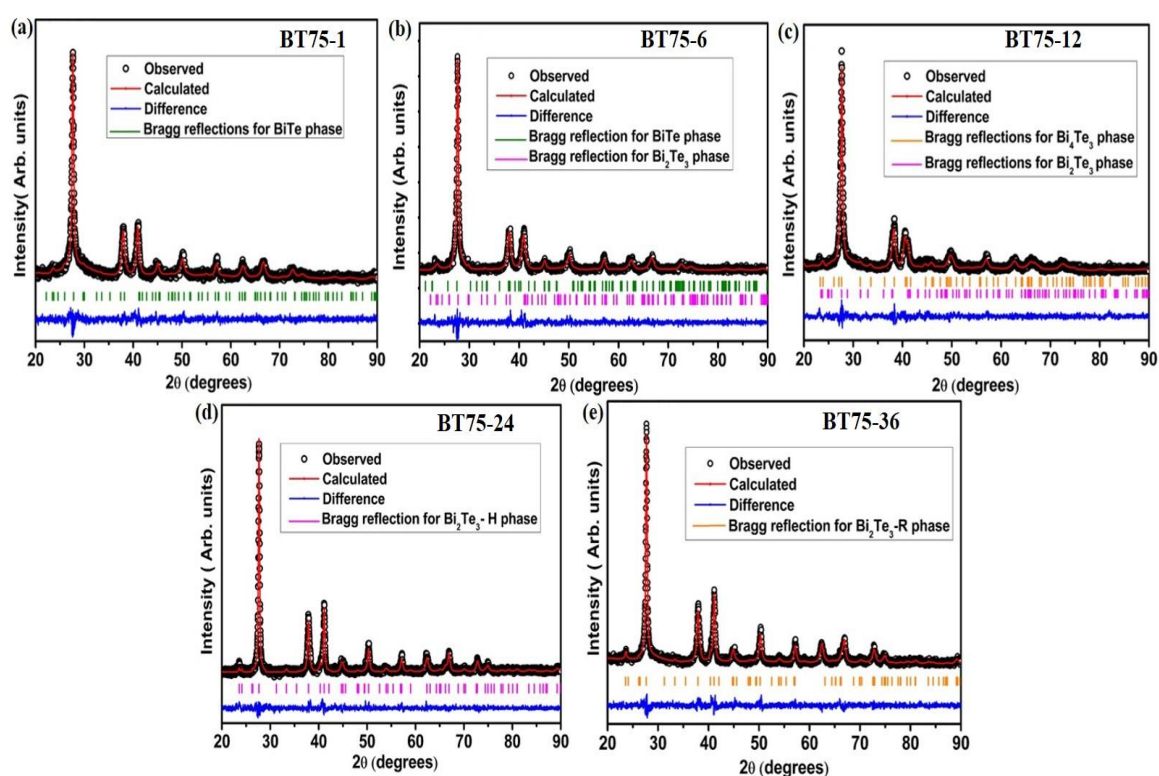 (a)
BT75-1
Observed
Calculated
Difference
Bragg reflections for BiTe phase
Intensity( Arb. units)
20 30 40 50 60 70 80 90
2θ (degrees)
(b)
BT75-6
Observed
Calculated
Difference
Bragg reflection for BiTe phase
Bragg reflection for Bi₂Te₃ phase
Intensity (Arb. units)
20 30 40 50 60 70 80 90
2θ (degrees)
(c)
BT75-12
Observed
Calculated
Difference
Bragg reflections for Bi₄Te₃ phase
Bragg reflections for Bi₂Te₃ phase
Intensity( Arb. units)
20 30 40 50 60 70 80 90
2θ (degrees)
(d)
BT75-24
Observed
Calculated
Difference
Bragg reflection for Bi₂Te₃- H phase
Intensity ( Arb. units)
20 30 40 50 60 70 80 90
2θ (degrees)
(e)
BT75-36
Observed
Calculated
Difference
Bragg reflection for Bi₂Te₃-R phase
Intensity ( Arb. units)
20 30 40 50 60 70 80 90
2θ (degrees)